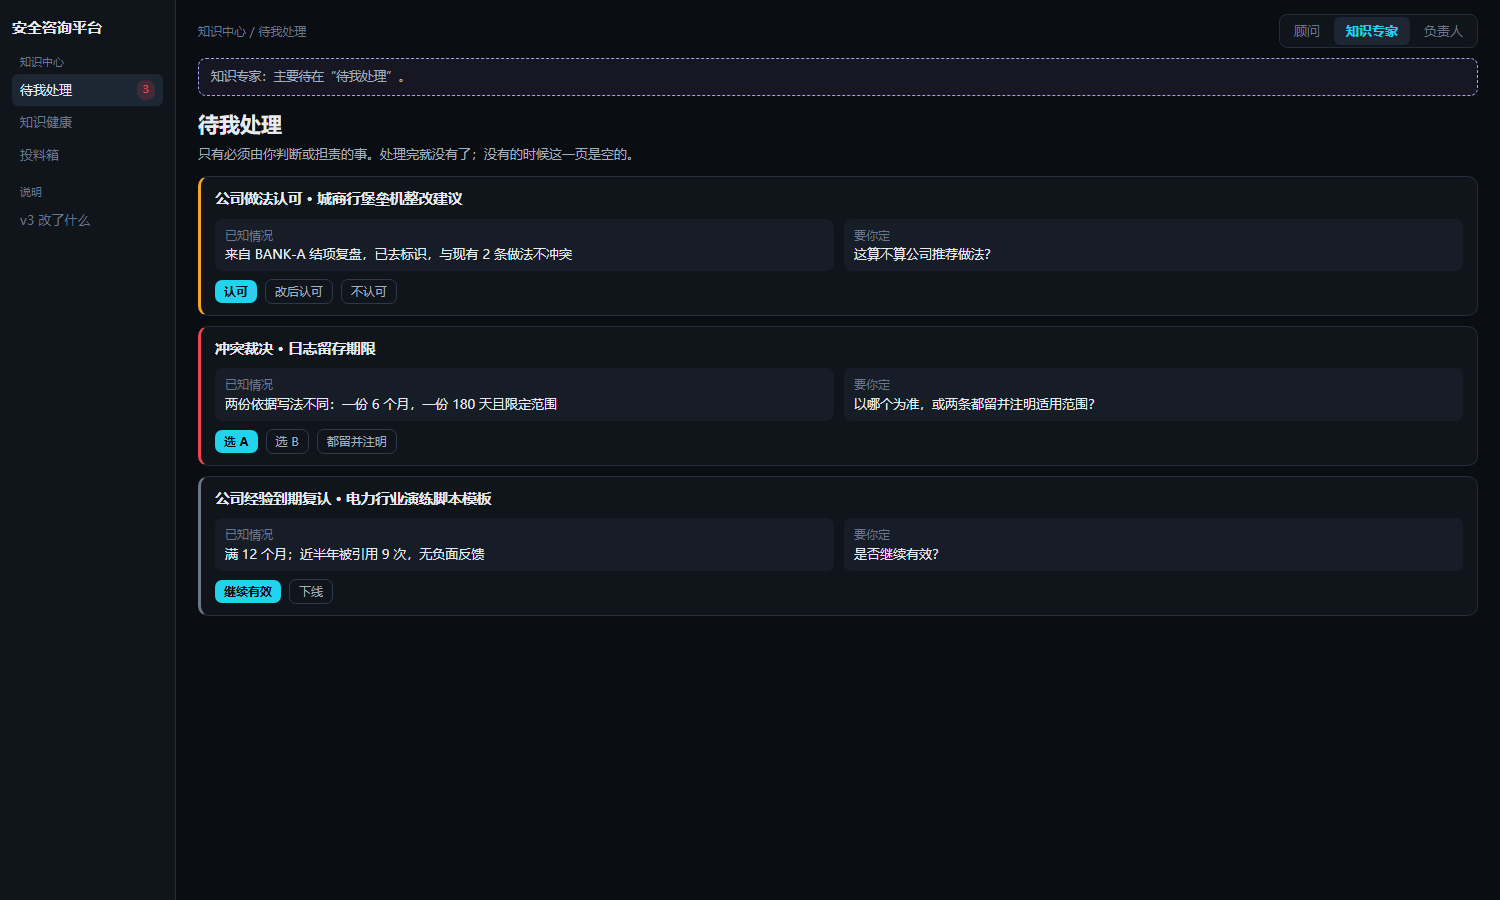 安全咨询平台
知识中心
待我处理 3
知识健康
投料箱
说明
v3 改了什么
知识中心 / 待我处理
顾问 知识专家 负责人
知识专家：主要待在“待我处理”。
待我处理
只有必须由你判断或担责的事。处理完就没有了；没有的时候这一页是空的。
公司做法认可 • 城商行堡垒机整改建议
已知情况
来自 BANK-A 结项复盘，已去标识，与现有 2 条做法不冲突
要你定
这算不算公司推荐做法？
认可 改后认可 不认可
冲突裁决 • 日志留存期限
已知情况
两份依据写法不同：一份 6 个月，一份 180 天且限定范围
要你定
以哪个为准，或两条都留并注明适用范围？
选 A 选 B 都留并注明
公司经验到期复认 • 电力行业演练脚本模板
已知情况
满 12 个月；近半年被引用 9 次，无负面反馈
要你定
是否继续有效？
继续有效 下线